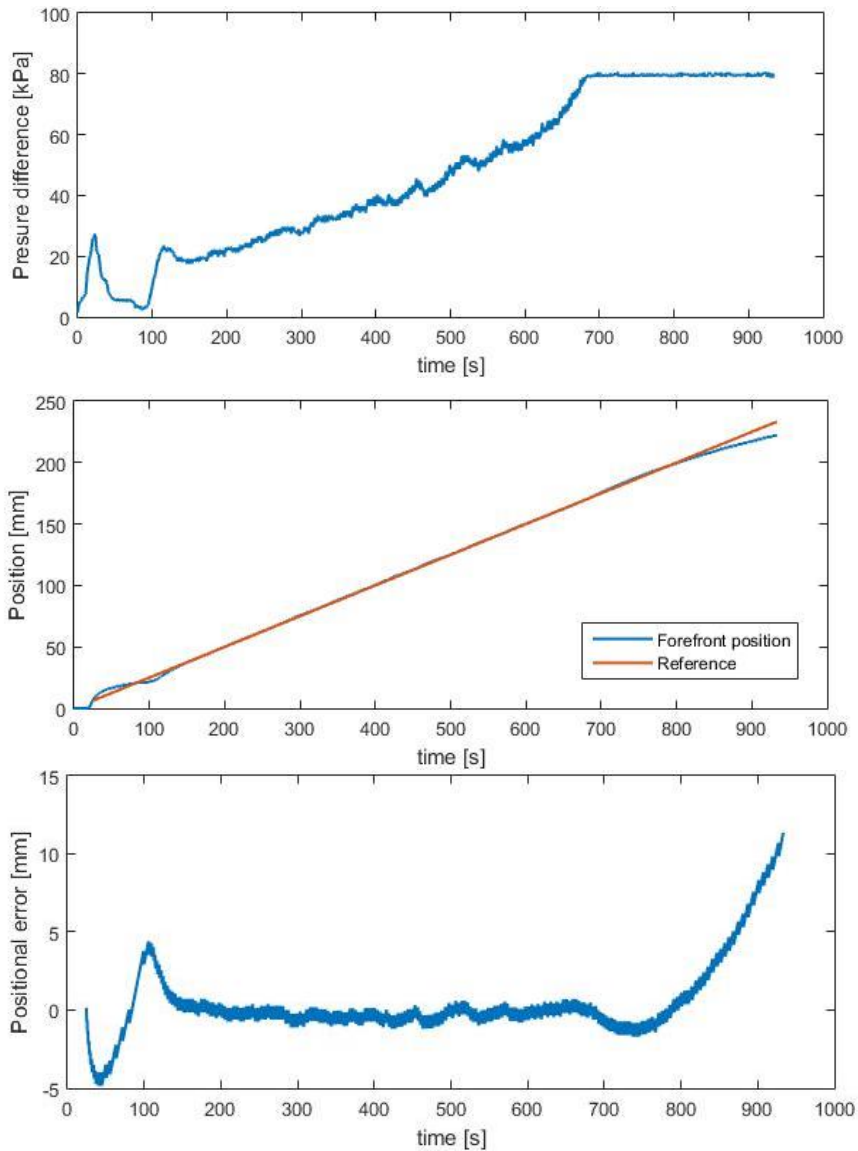 100
80
60
40
20
0
Presure difference [kPa]
0 100 200 300 400 500 600 700 800 900 1000
time [s]
250
200
150
100
50
0
Position [mm]
Forefront position
Reference
0 100 200 300 400 500 600 700 800 900 1000
time [s]
15
10
5
0
-5
Positional error [mm]
0 100 200 300 400 500 600 700 800 900 1000
time [s]